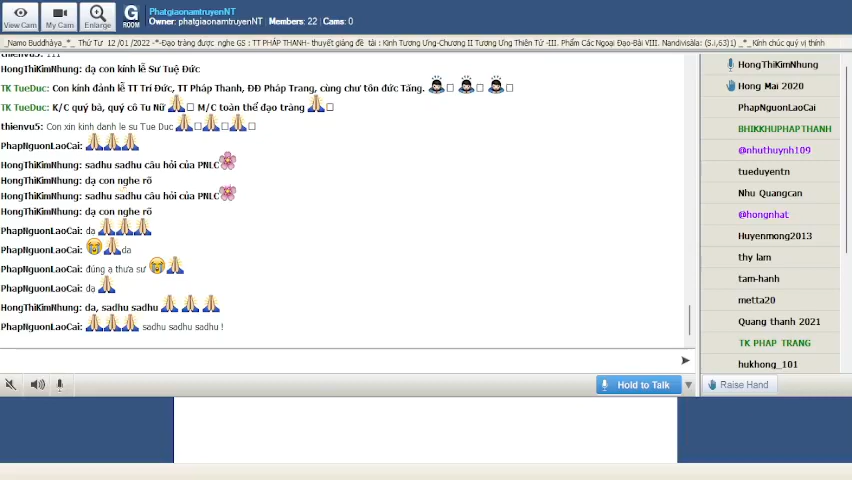 View Cam
My Cam
Enlarge
G
ROOM
PhatgiaonamtruyenNT
Owner: phatgiaonamtruyenNT Members: 22 Cams: 0
_Namo Buddhàya_*_ Thứ Tư 12 /01 /2022 -*-Đạo tràng được nghe GS : TT PHÁP THANH- thuyết giảng đề tài : Kinh Tương Ưng-Chương II Tương Ưng Thiên Tử -III. Phẩm Các Ngoại Đạo-Bài VIII. Nandivisàla: (S.i,63)1) _*_ Kính chúc quý vị thính
thienvu5: 111
HongThiKimNhung: dạ con kính lễ Sư Tuệ Đức
TK TueDuc: Con kính đảnh lễ TT Trí Đức, TT Pháp Thanh, ĐĐ Pháp Trang, cùng chư tôn đức Tăng.
TK TueDuc: K/C quý bà, quý cô Tu Nữ M/C toàn thể đạo tràng
thienvu5: Con xin kinh danh le su Tue Duc
PhapNguonLaoCai:
HongThiKimNhung: sadhu sadhu câu hỏi của PNLC
HongThiKimNhung: dạ con nghe rõ
HongThiKimNhung: sadhu sadhu câu hỏi của PNLC
HongThiKimNhung: dạ con nghe rõ
PhapNguonLaoCai: dạ
PhapNguonLaoCai: dạ
PhapNguonLaoCai: đúng ạ thưa sư
PhapNguonLaoCai: dạ
HongThiKimNhung: dạ, sadhu sadhu
PhapNguonLaoCai: sadhu sadhu sadhu !
Hold to Talk
HongThiKimNhung
Hong Mai 2020
PhapNguonLaoCai
BHIKKHUPHAPTHANH
@nhuthuynh109
tueduyentn
Nhu Quangcan
@hongnhat
Huyenmong2013
thy lam
tam-hanh
metta20
Quang thanh 2021
TK PHAP TRANG
hukhong_101
Raise Hand